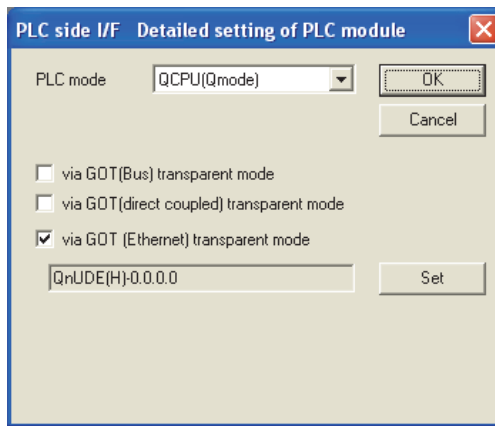 PLC side I/F Detailed setting of PLC module
PLC mode QCPU(Qmode) OK
Cancel
via GOT(Bus) transparent mode
via GOT(direct coupled) transparent mode
via GOT (Ethernet) transparent mode
QnUDE(H)-0.0.0.0 Set